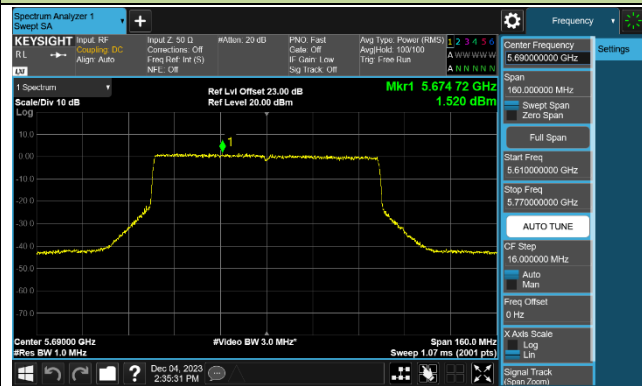 Spectrum Analyzer 1
Swept SA
+
Frequency
KEYSIGHT
RL
Input: RF
Coupling: DC
Align: Auto
Input Z: 50 Ω
Corrections: Off
Freq Ref: Int (S)
NFE: Off
#Atten: 20 dB
PNO: Fast
Gate: Off
IF Gain: Low
Sig Track: Off
Avg Type: Power (RMS)
Avg|Hold: 100/100
Trig: Free Run
1 2 3 4 5 6
A W W W W W
A N N N N N
1 Spectrum
Scale/Div 10 dB
Log
Ref Lvl Offset 23.00 dB
Ref Level 20.00 dBm
Mkr1 5.674 72 GHz
1.520 dBm
1
10.0
0.00
-10.0
-20.0
-30.0
-40.0
-50.0
-60.0
-70.0
Center 5.69000 GHz
#Res BW 1.0 MHz
#Video BW 3.0 MHz*
Span 160.0 MHz
Sweep 1.07 ms (2001 pts)
Center Frequency
5.690000000 GHz
Span
160.000000 MHz
Swept Span
Zero Span
Full Span
Start Freq
5.610000000 GHz
Stop Freq
5.770000000 GHz
AUTO TUNE
CF Step
16.000000 MHz
Auto
Man
Freq Offset
0 Hz
X Axis Scale
Log
Lin
Signal Track
(Span Zoom)
Settings
?
Dec 04, 2023
2:35:31 PM